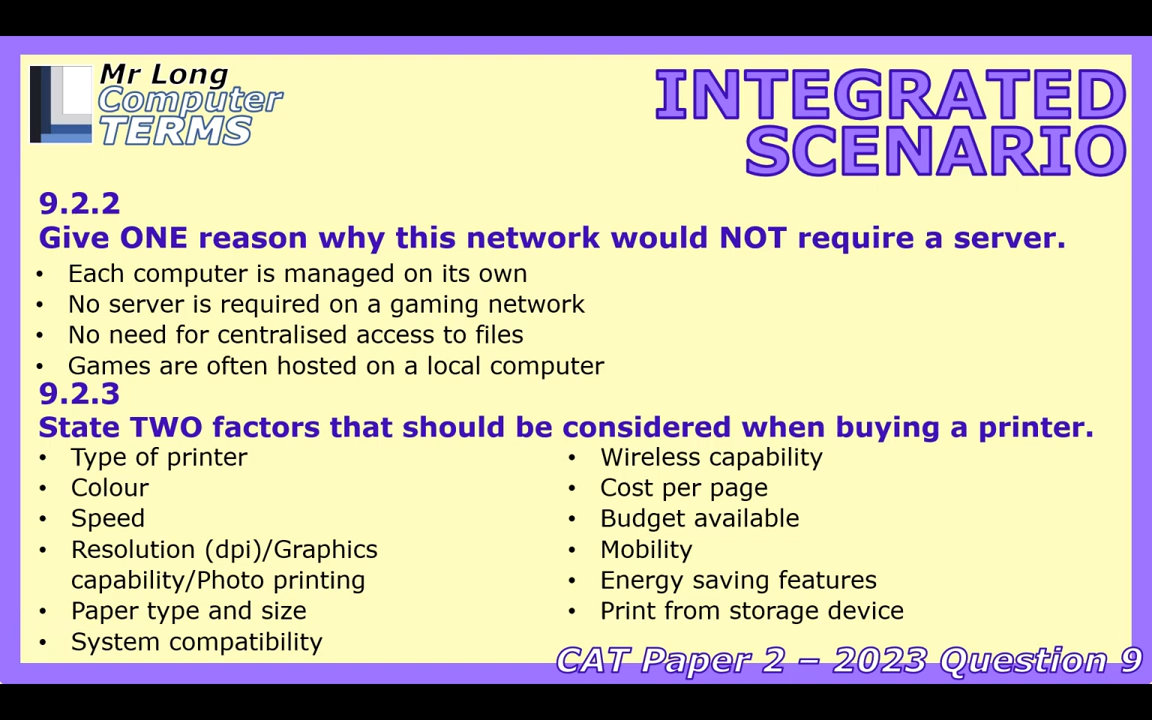 Mr Long
Computer
TERMS
INTEGRATED
SCENARIO
9.2.2
Give ONE reason why this network would NOT require a server.
• Each computer is managed on its own
• No server is required on a gaming network
• No need for centralised access to files
• Games are often hosted on a local computer
9.2.3
State TWO factors that should be considered when buying a printer.
• Type of printer
• Colour
• Speed
• Resolution (dpi)/Graphics
capability/Photo printing
• Paper type and size
• System compatibility
• Wireless capability
• Cost per page
• Budget available
• Mobility
• Energy saving features
• Print from storage device
CAT Paper 2 – 2023 Question 9